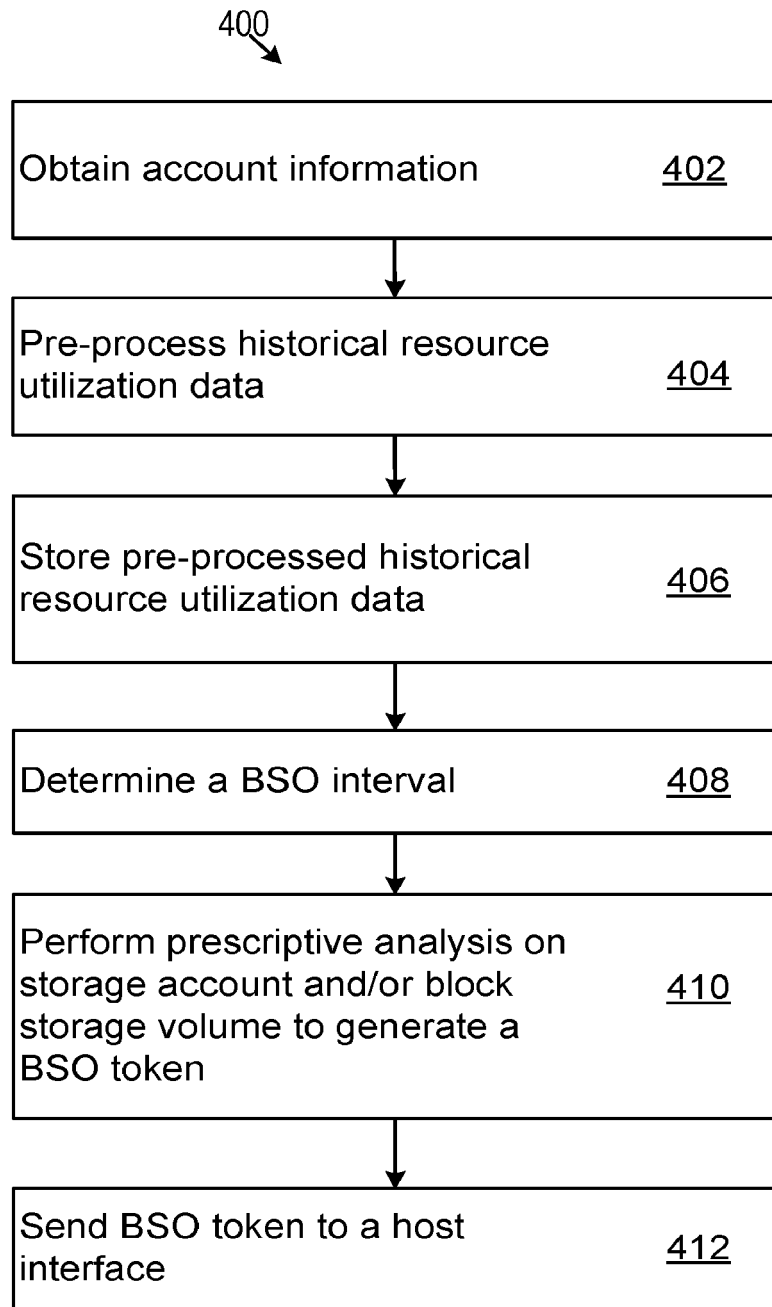 400
Obtain account information 402
Pre-process historical resource
utilization data 404
Store pre-processed historical
resource utilization data 406
Determine a BSO interval 408
Perform prescriptive analysis on
storage account and/or block
storage volume to generate a
BSO token 410
Send BSO token to a host
interface 412